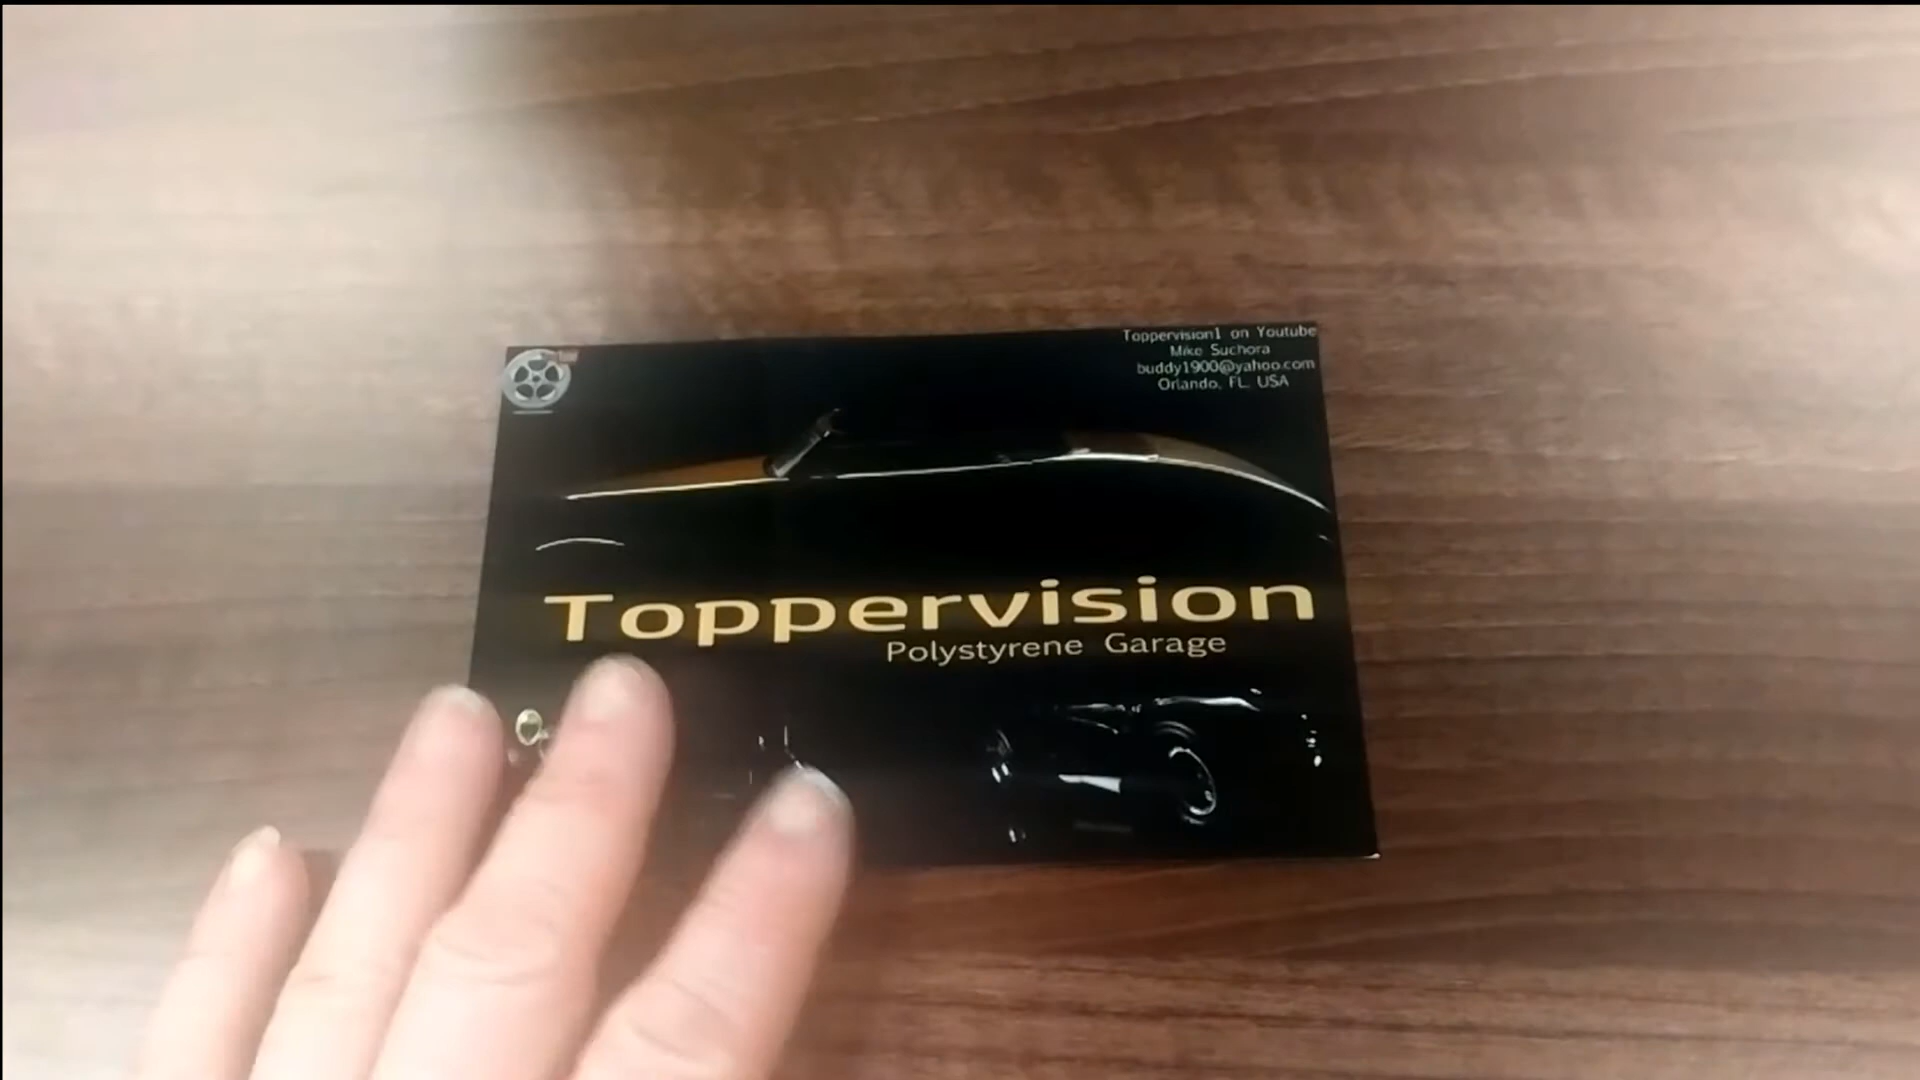 Toppervision1 on Youtube
Mike Suchora
buddy1900@yahoo.com
Orlando, FL. USA
Toppervision
Polystyrene Garage